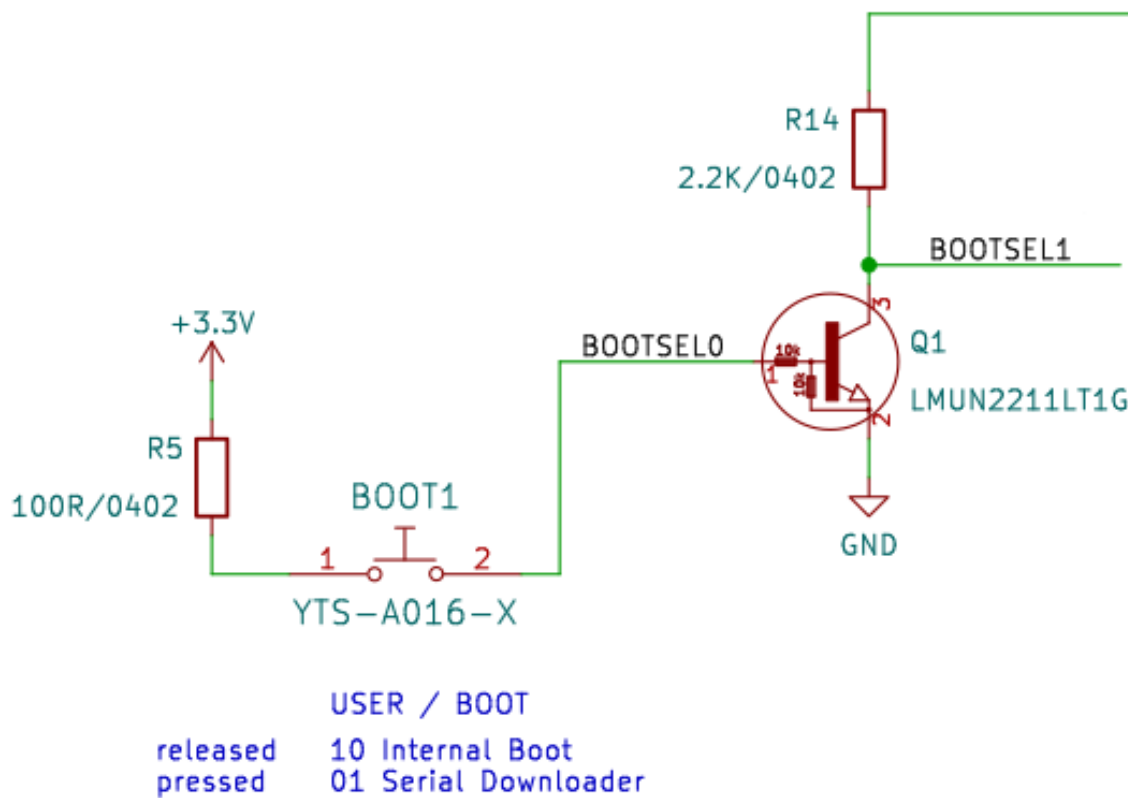 R14
2.2K/0402
BOOTSEL1
+3.3V
BOOTSEL0
3
10k
1
10k
Q1
LMUN2211LT1G
2
R5
100R/0402
BOOT1
1
2
GND
YTS-A016-X
USER / BOOT
released 10 Internal Boot
pressed 01 Serial Downloader